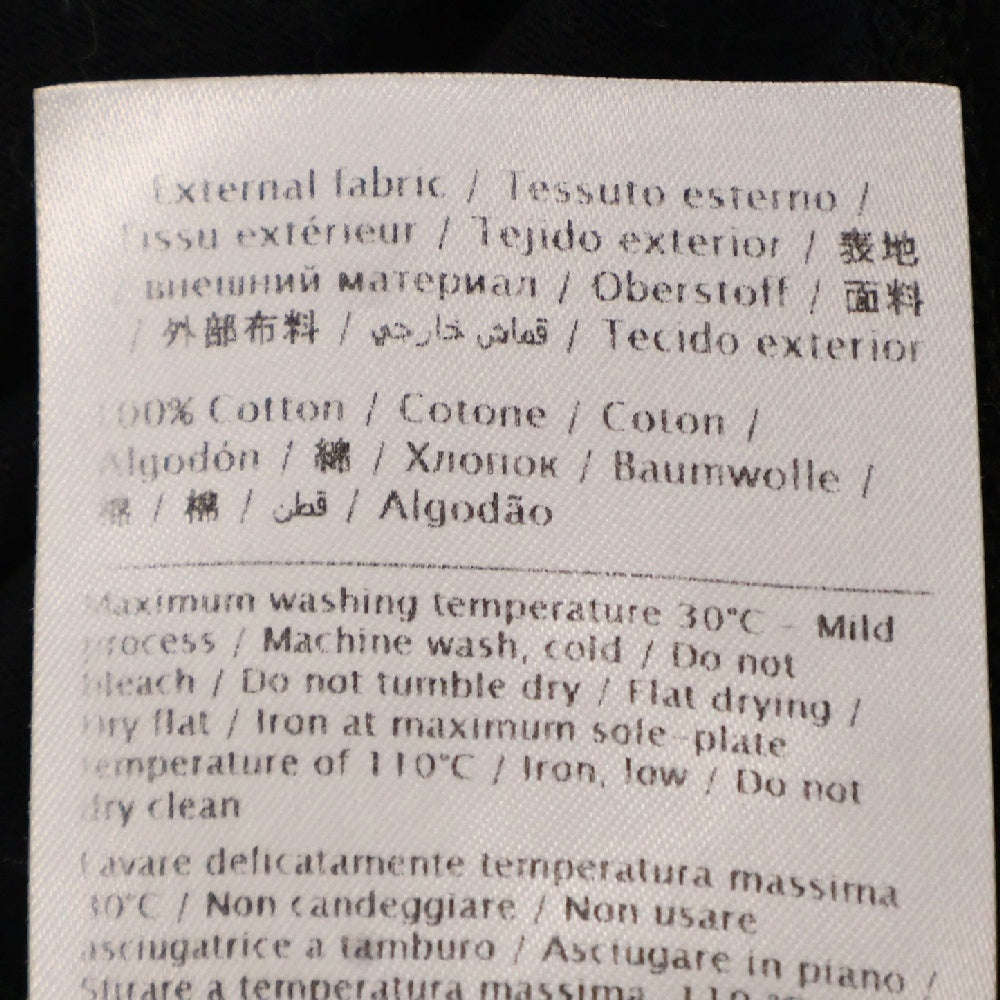 External fabric / Tessuto esterno /
Tissu extérieur / Tejido exterior / 表地
/ внешний материал / Oberstoff / 面料
/ 外部布料 / قماش خارجي / Tecido exterior
100% Cotton / Cotone / Coton /
Algodón / 綿 / Хлопок / Baumwolle /
棉 / 棉 / قطن / Algodão
Maximum washing temperature 30°C - Mild
process / Machine wash, cold / Do not
bleach / Do not tumble dry / Flat drying /
Dry flat / Iron at maximum sole-plate
temperature of 110°C / Iron, low / Do not
dry clean
Lavare delicatamente temperatura massima
30°C / Non candeggiare / Non usare
asciugatrice a tamburo / Asciugare in piano /
Stirare a temperatura massima 110